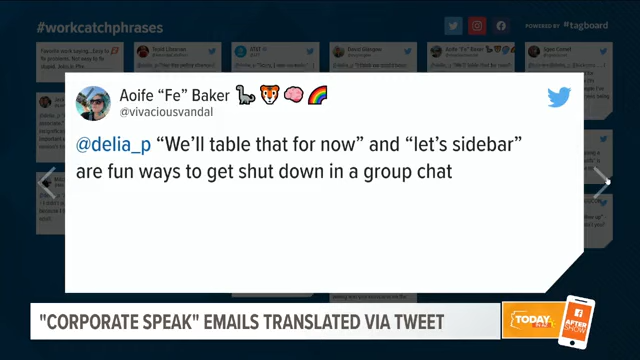 #workcatchphrases
POWERED BY #tagboard
Aoife “Fe” Baker 🦕🐯🧠🌈
@vivaciousvandal
@delia_p “We’ll table that for now” and “let’s sidebar”
are fun ways to get shut down in a group chat
"CORPORATE SPEAK" EMAILS TRANSLATED VIA TWEET
TODAY
AFTER
SHOW